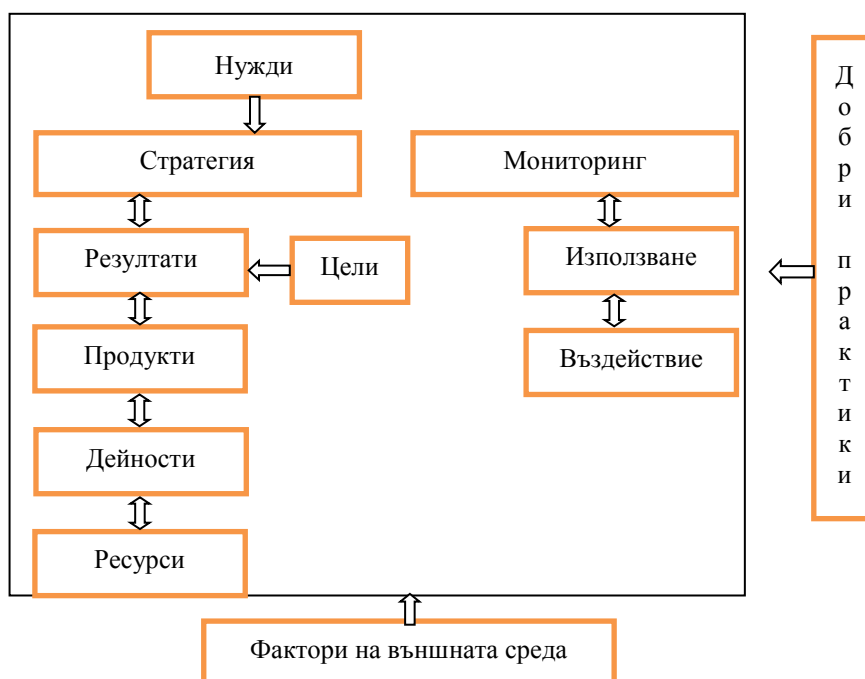 Нужди
Стратегия
Мониторинг
Резултати
Цели
Използване
Продукти
Въздействие
Дейности
Ресурси
Фактори на външната среда
Добри практики